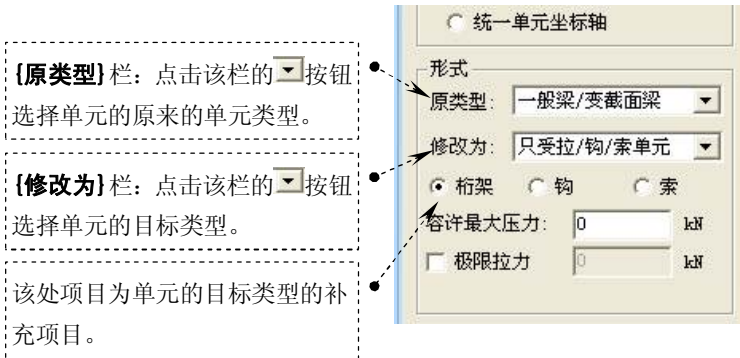 统一单元坐标轴
{原类型}栏：点击该栏的按钮
选择单元的原来的单元类型。
形式
原类型: 一般梁/变截面梁
{修改为}栏：点击该栏的按钮
选择单元的目标类型。
修改为: 只受拉/钩/索单元
桁架 钩 索
容许最大压力: 0 kN
极限拉力 0 kN
该处项目为单元的目标类型的补
充项目。